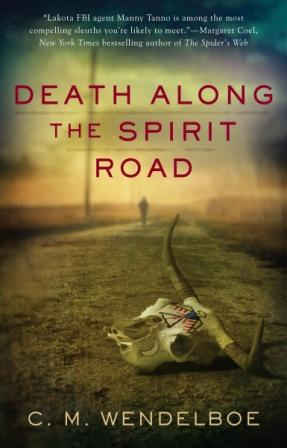 "Lakota FBI agent Manny Tanno is among the most
compelling sleuths you're likely to meet."—Margaret Coel,
New York Times bestselling author of The Spider's Web
DEATH ALONG
THE SPIRIT
ROAD
C. M. WENDELBOE